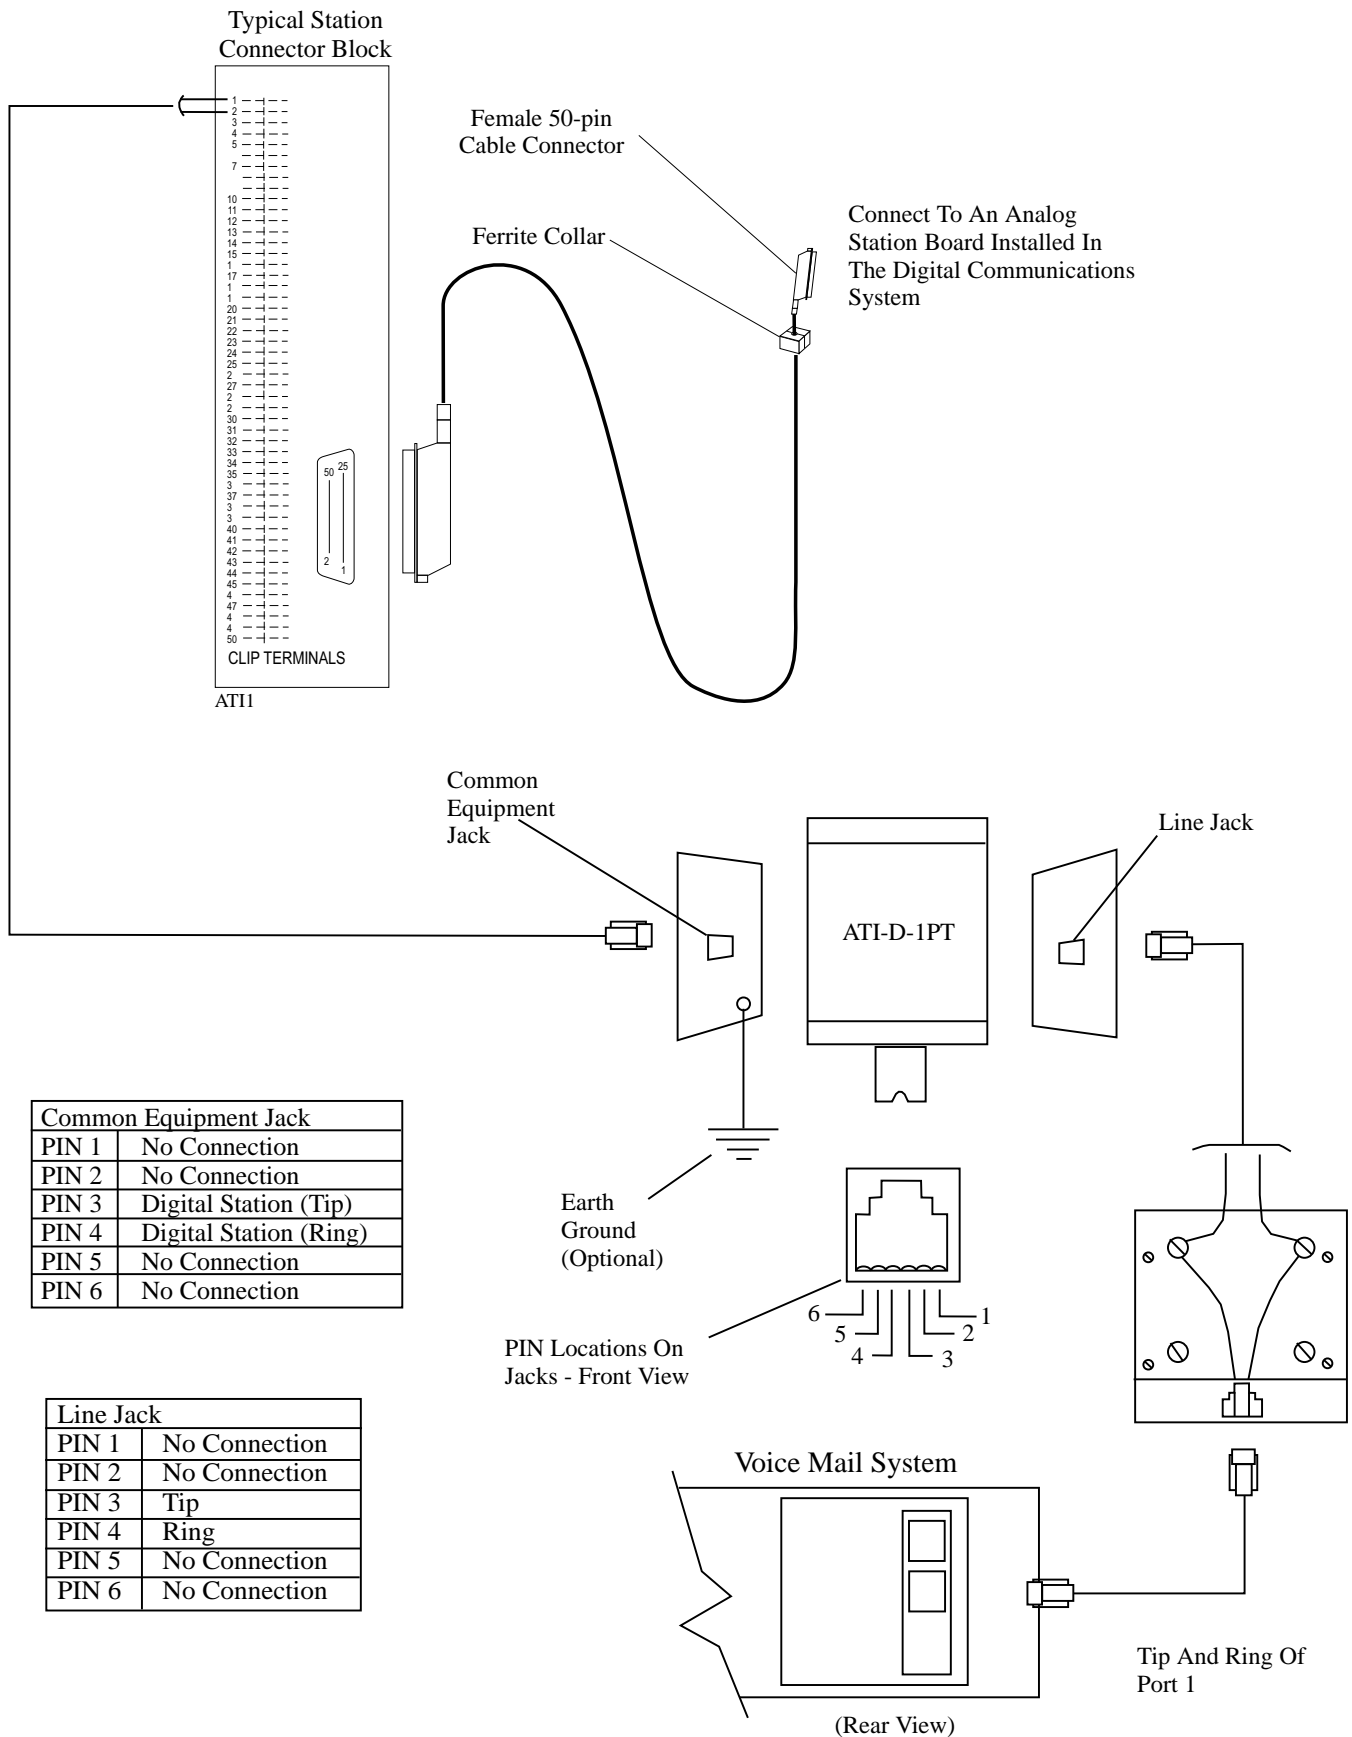 Typical Station
Connector Block
1
2
3
4
5
7
10
11
12
13
14
15
1
17
1
1
20
21
22
23
24
25
2
27
2
2
30
31
32
33
34
35
3
37
3
3
40
41
42
43
44
45
4
47
4
4
50
50 25
2 1
CLIP TERMINALS
ATI1
Female 50-pin
Cable Connector
Ferrite Collar
Connect To An Analog
Station Board Installed In
The Digital Communications
System
Common
Equipment
Jack
ATI-D-1PT
Line Jack
Common Equipment Jack
PIN 1 No Connection
PIN 2 No Connection
PIN 3 Digital Station (Tip)
PIN 4 Digital Station (Ring)
PIN 5 No Connection
PIN 6 No Connection
Earth
Ground
(Optional)
6 1
5 2
4 3
PIN Locations On
Jacks - Front View
Line Jack
PIN 1 No Connection
PIN 2 No Connection
PIN 3 Tip
PIN 4 Ring
PIN 5 No Connection
PIN 6 No Connection
Voice Mail System
Tip And Ring Of
Port 1
(Rear View)